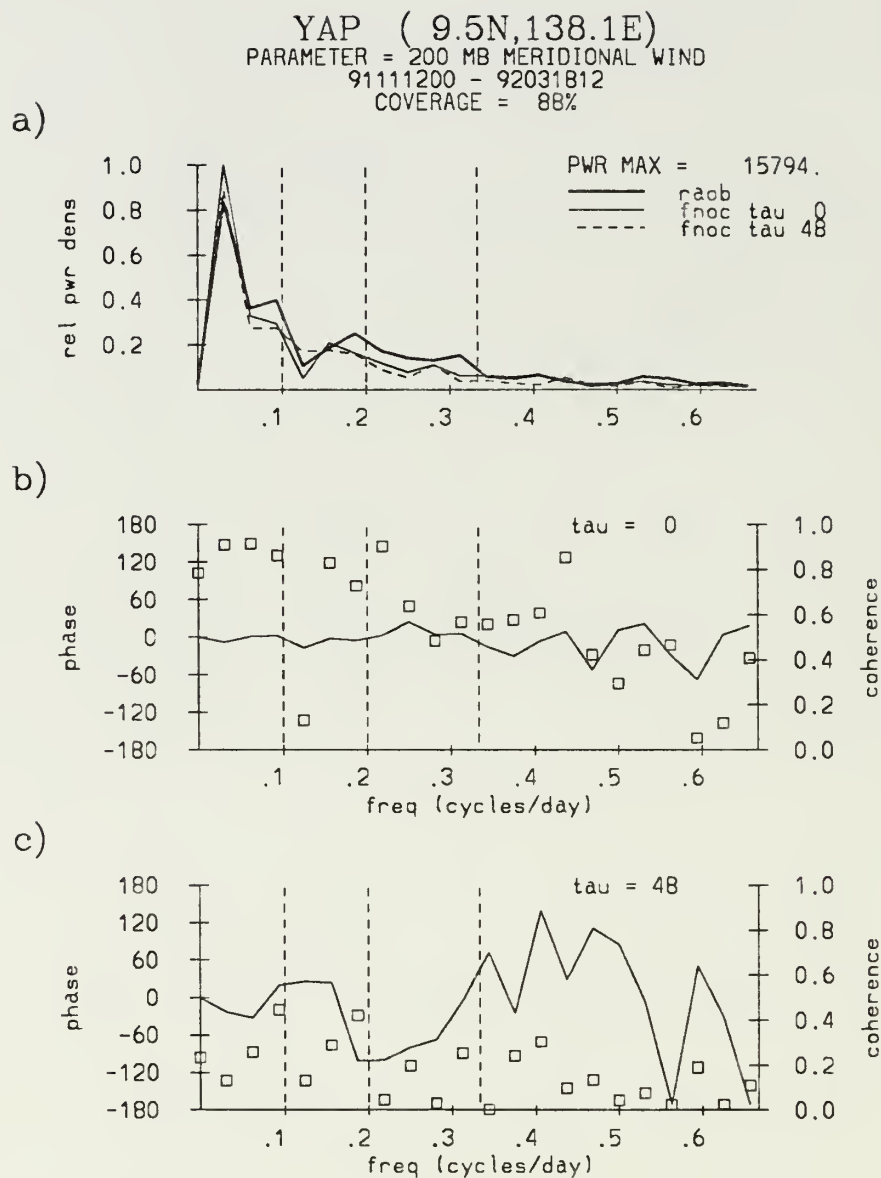 YAP ( 9.5N,138.1E)
PARAMETER = 200 MB MERIDIONAL WIND
91111200 - 92031812
COVERAGE = 88%
a)
PWR MAX = 15794.
raob
fnoc tau 0
fnoc tau 48
rel pwr dens
1.0
0.8
0.6
0.4
0.2
.1 .2 .3 .4 .5 .6
b)
tau = 0
phase
180
120
60
0
-60
-120
-180
coherence
1.0
0.8
0.6
0.4
0.2
0.0
.1 .2 .3 .4 .5 .6
freq (cycles/day)
c)
tau = 48
phase
180
120
60
0
-60
-120
-180
coherence
1.0
0.8
0.6
0.4
0.2
0.0
.1 .2 .3 .4 .5 .6
freq (cycles/day)